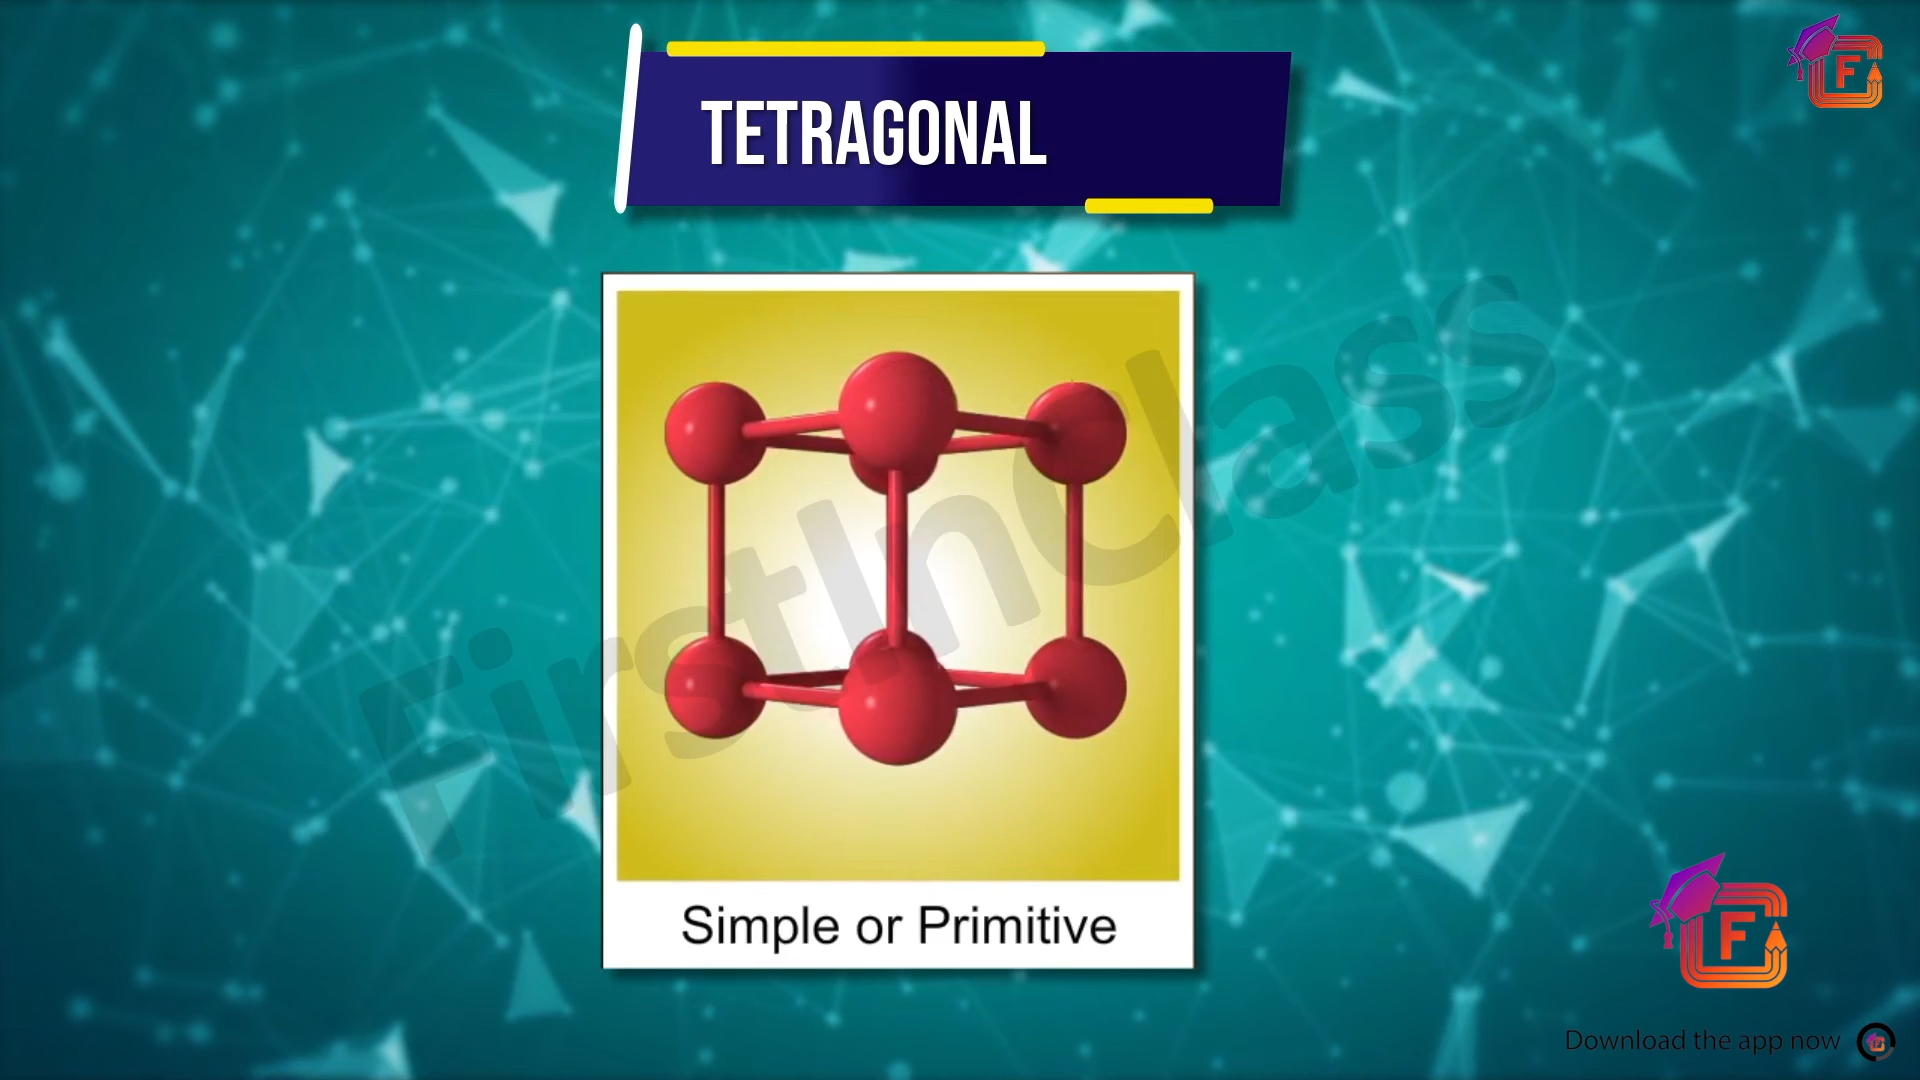 TETRAGONAL
F
FirstInClass
Simple or Primitive
F
Download the app now